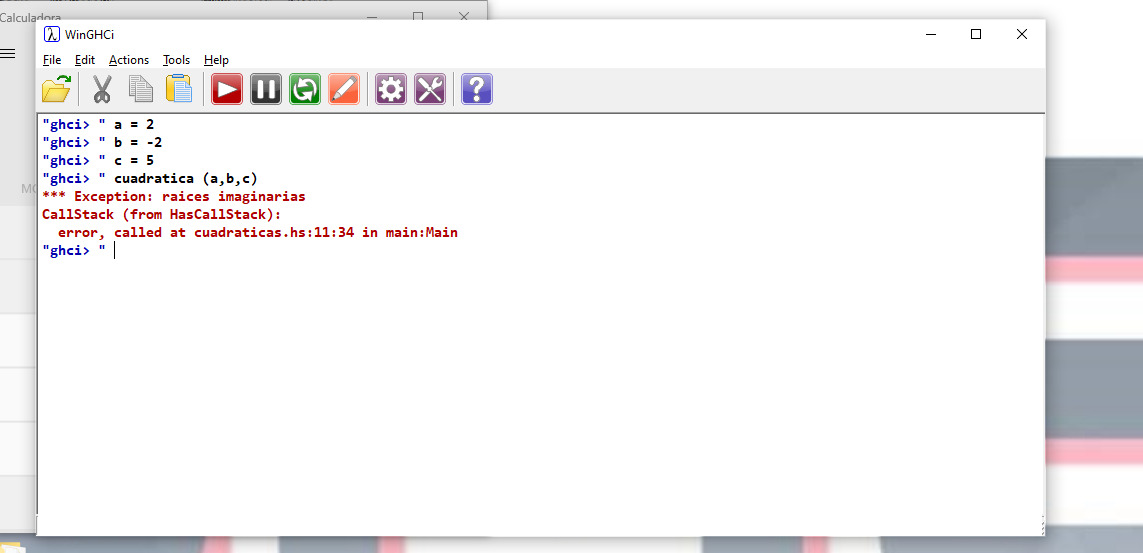 Calculadora
WinGHCi
File Edit Actions Tools Help
"ghci> " a = 2
"ghci> " b = -2
"ghci> " c = 5
"ghci> " cuadratica (a,b,c)
*** Exception: raices imaginarias
CallStack (from HasCallStack):
error, called at cuadraticas.hs:11:34 in main:Main
"ghci> "